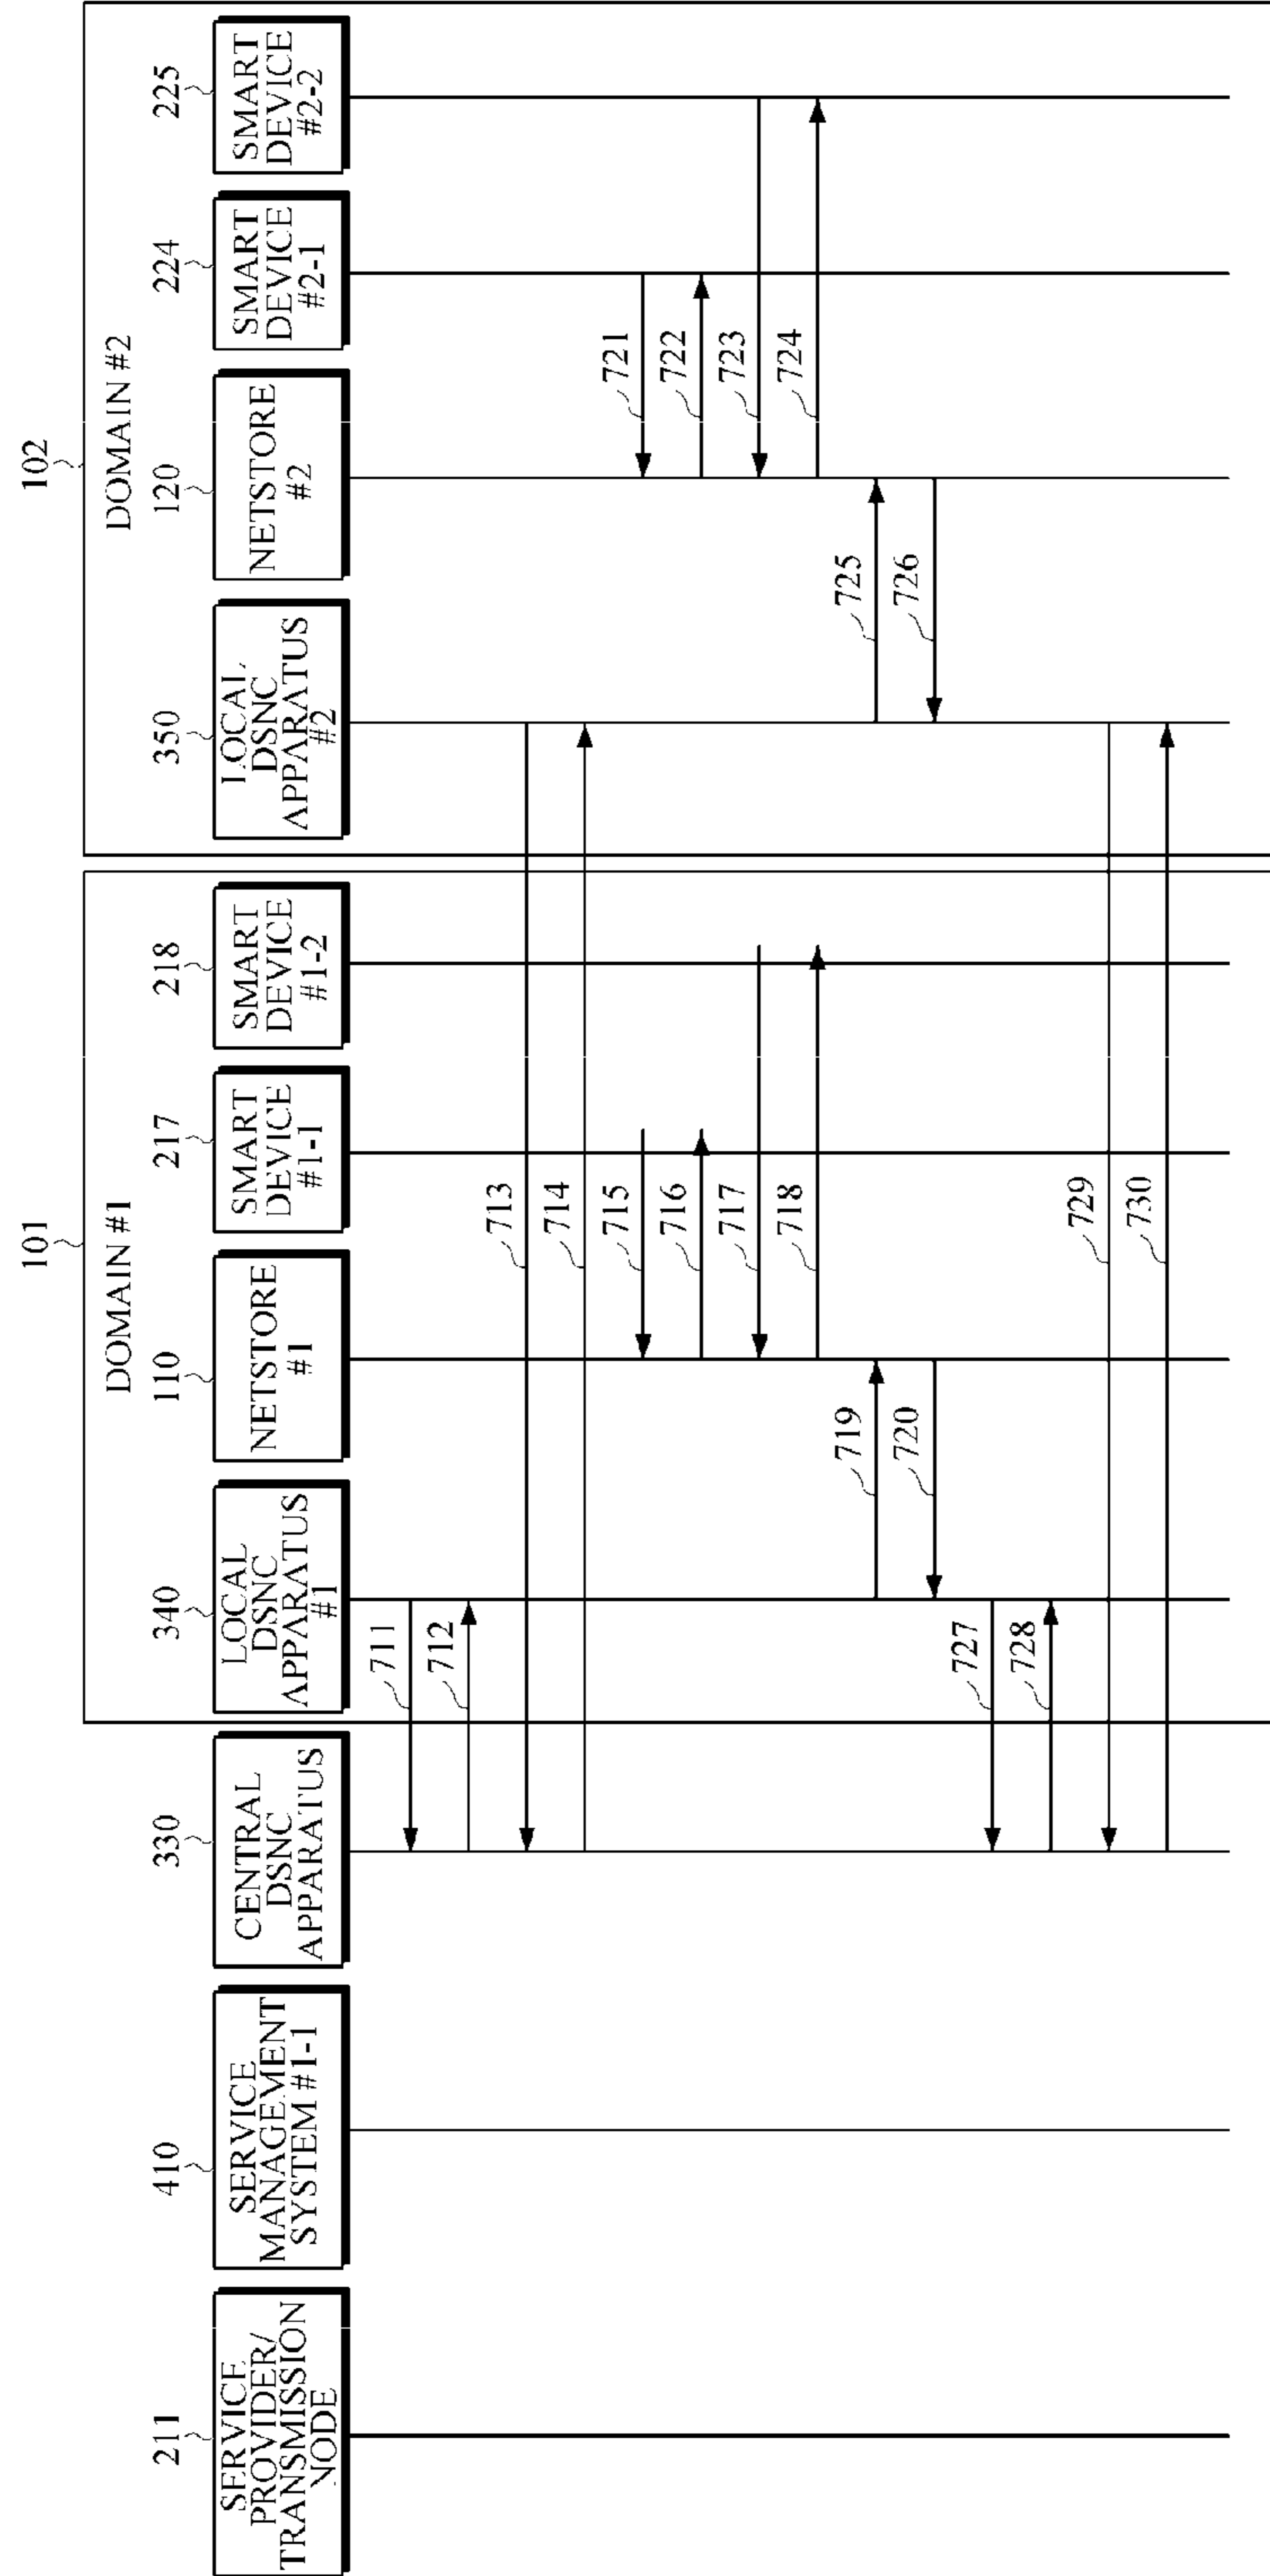 101
102
DOMAIN #1
DOMAIN #2
211
410
330
340
110
217
218
350
120
224
225
SERVICE
PROVIDER/
TRANSMISSION
NODE
SERVICE
MANAGEMENT
SYSTEM #1-1
CENTRAL
DSNC
APPARATUS
LOCAL
DSNC
APPARATUS
#1
NETSTORE
#1
SMART
DEVICE
#1-1
SMART
DEVICE
#1-2
LOCAL
DSNC
APPARATUS
#2
NETSTORE
#2
SMART
DEVICE
#2-1
SMART
DEVICE
#2-2
711
712
713
714
715
716
717
718
719
720
721
722
723
724
725
726
727
728
729
730